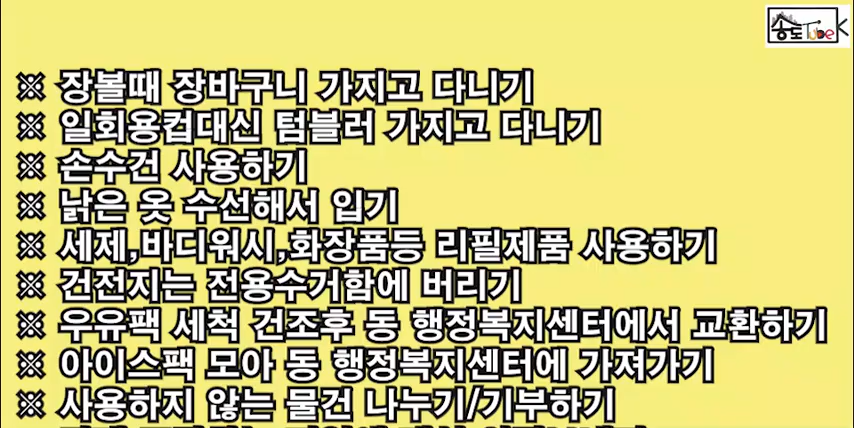 송도 Tube K
※ 장볼때 장바구니 가지고 다니기
※ 일회용컵대신 텀블러 가지고 다니기
※ 손수건 사용하기
※ 낡은 옷 수선해서 입기
※ 세제,바디워시,화장품등 리필제품 사용하기
※ 건전지는 전용수거함에 버리기
※ 우유팩 세척 건조후 동 행정복지센터에서 교환하기
※ 아이스팩 모아 동 행정복지센터에 가져가기
※ 사용하지 않는 물건 나누기/기부하기